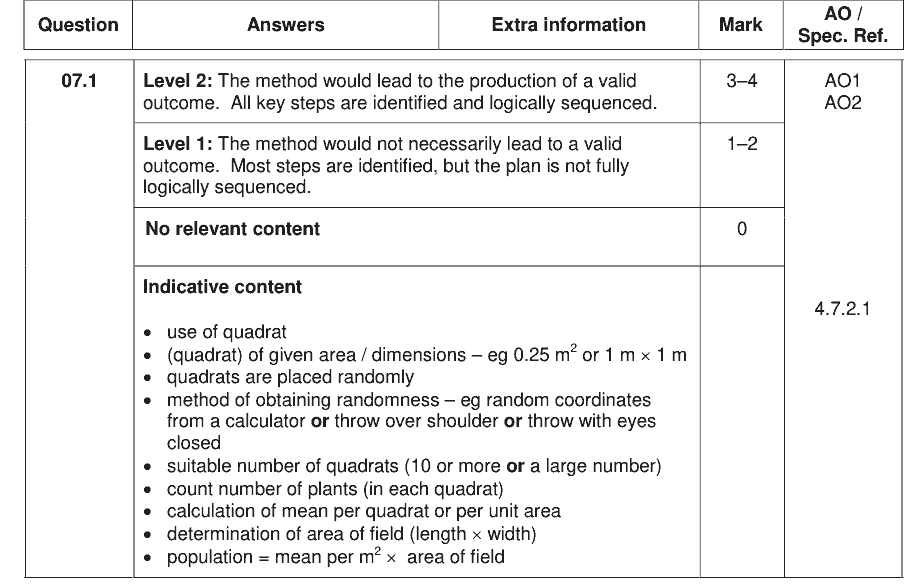 Question Answers Extra information Mark AO /
Spec. Ref.
07.1 Level 2: The method would lead to the production of a valid 3–4 AO1
outcome.  All key steps are identified and logically sequenced. AO2
Level 1: The method would not necessarily lead to a valid 1–2
outcome.  Most steps are identified, but the plan is not fully
logically sequenced.
No relevant content 0
Indicative content
4.7.2.1
• use of quadrat
• (quadrat) of given area / dimensions – eg 0.25 m² or 1 m × 1 m
• quadrats are placed randomly
• method of obtaining randomness – eg random coordinates
from a calculator or throw over shoulder or throw with eyes
closed
• suitable number of quadrats (10 or more or a large number)
• count number of plants (in each quadrat)
• calculation of mean per quadrat or per unit area
• determination of area of field (length × width)
• population = mean per m² × area of field